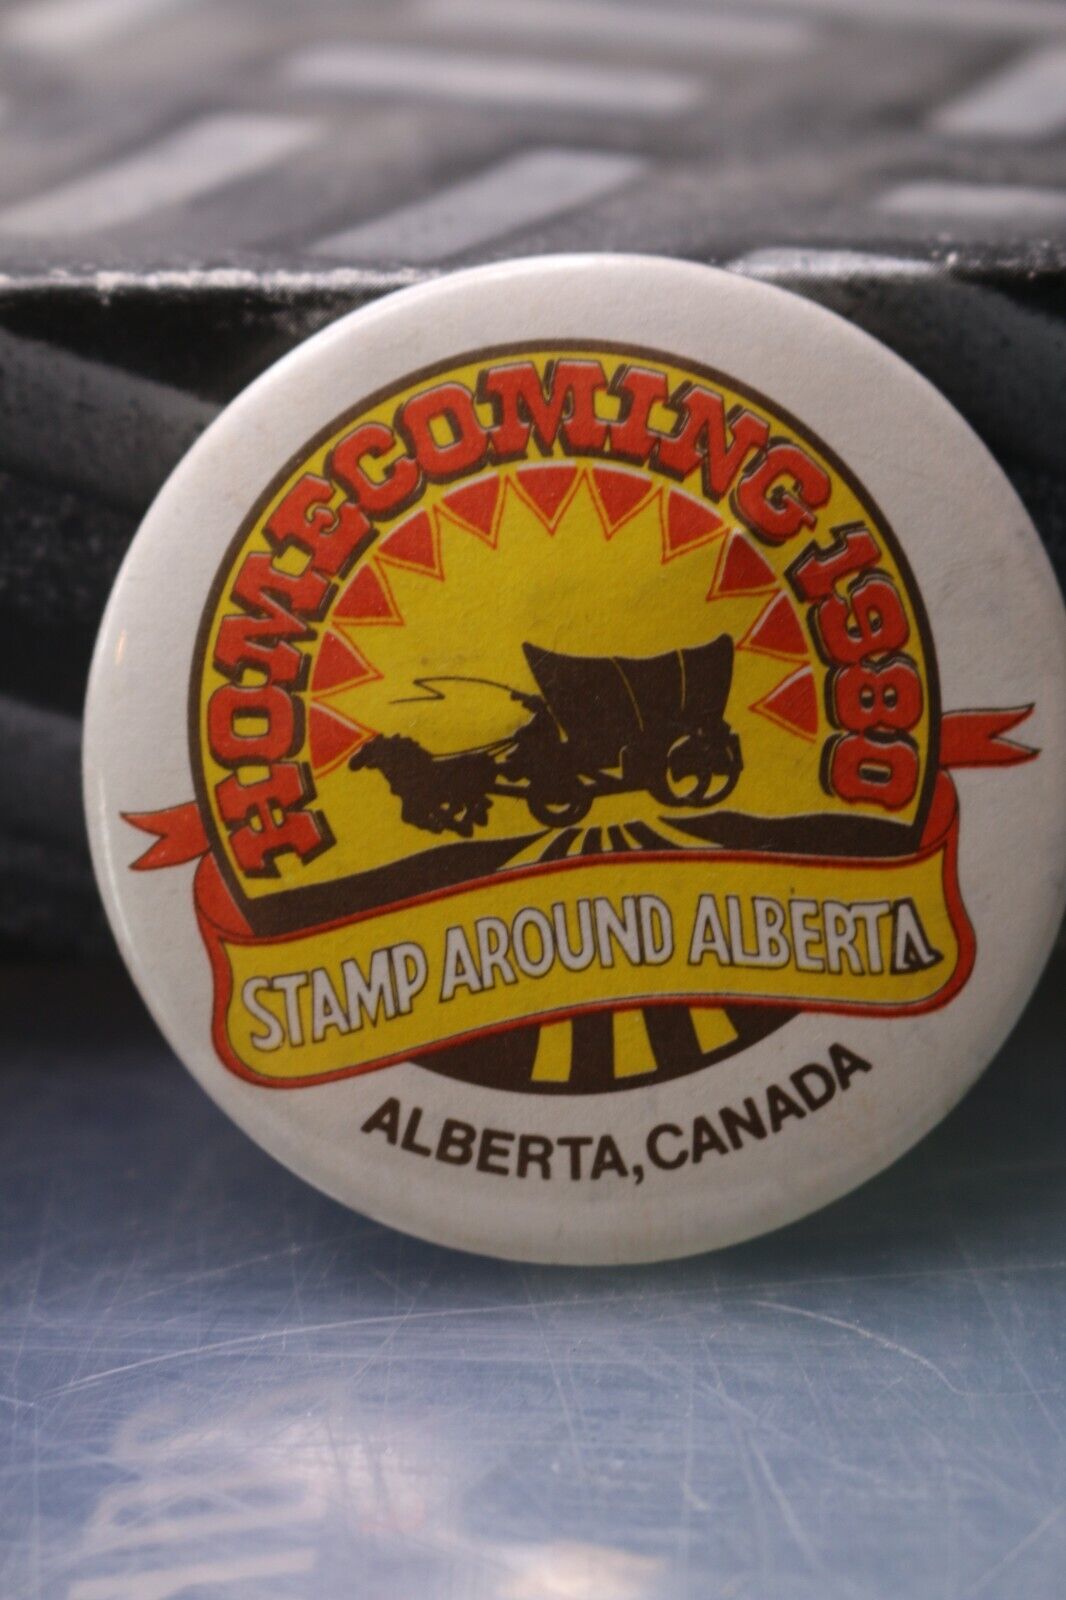 HOMECOMING 1980
STAMP AROUND ALBERTA
ALBERTA, CANADA